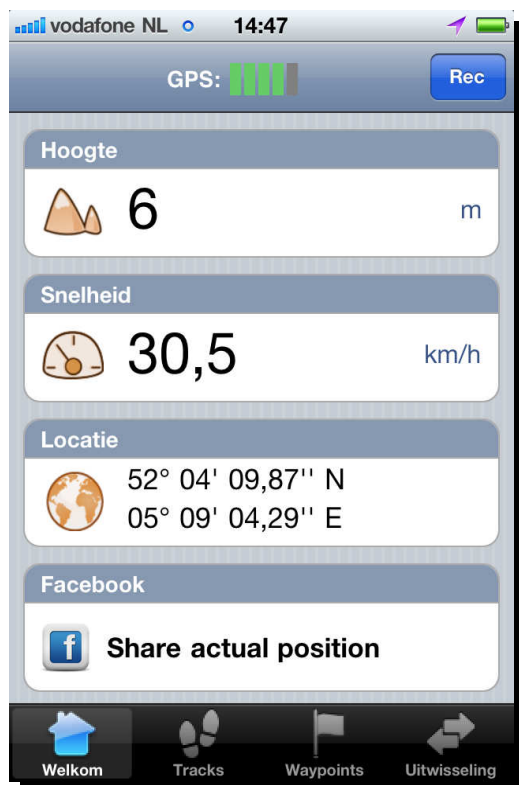 vodafone NL 14:47
GPS: Rec
Hoogte
6 m
Snelheid
30,5 km/h
Locatie
52° 04' 09,87'' N
05° 09' 04,29'' E
Facebook
f Share actual position
Welkom Tracks Waypoints Uitwisseling